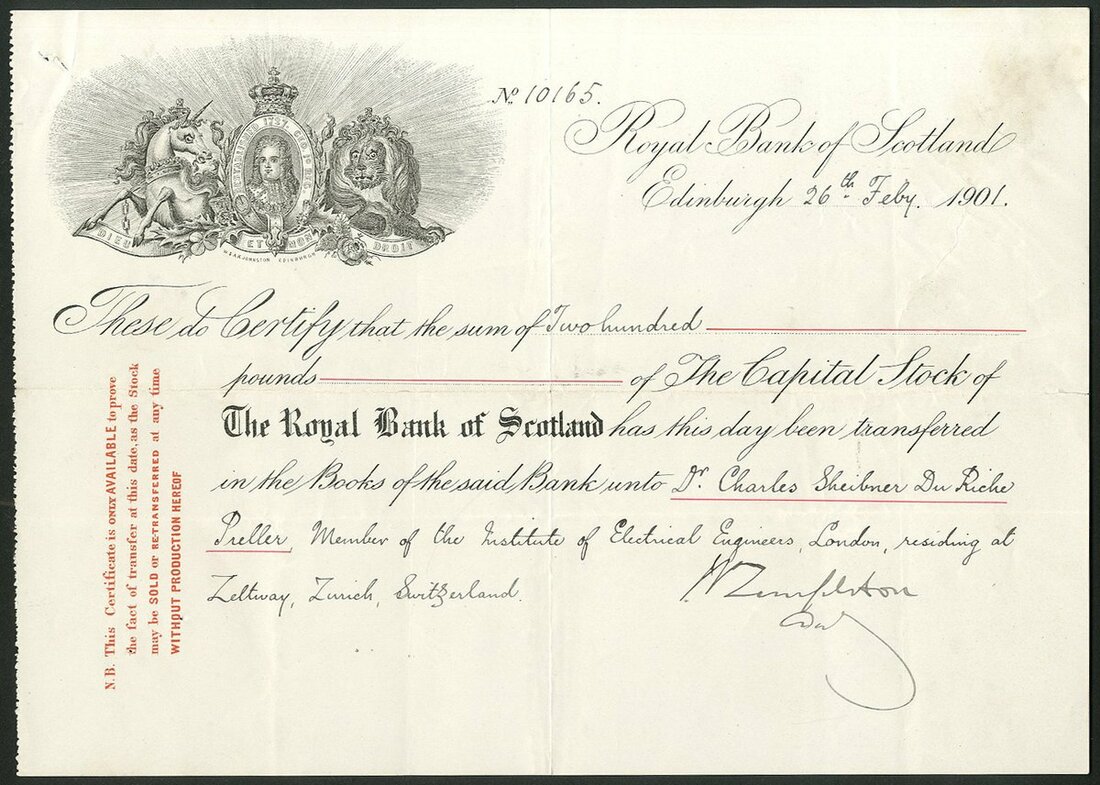 ESTABLISHED 1727.
DIEU ET MON DROIT
W. & A.K. JOHNSTON EDINBURGH
No 10165.
Royal Bank of Scotland
Edinburgh 26th Feby. 1901.
These do Certify that the sum of Two hundred
pounds of The Capital Stock of
The Royal Bank of Scotland has this day been transferred
in the Books of the said Bank unto Dr. Charles Sheibner Du Riche
Preller, Member of the Institute of Electrical Engineers, London, residing at
Zeltway, Zurich, Switzerland.
N.B. This Certificate is ONLY AVAILABLE to prove
the fact of transfer at this date, as the Stock
may be SOLD or RE-TRANSFERRED at any time
WITHOUT PRODUCTION HEREOF